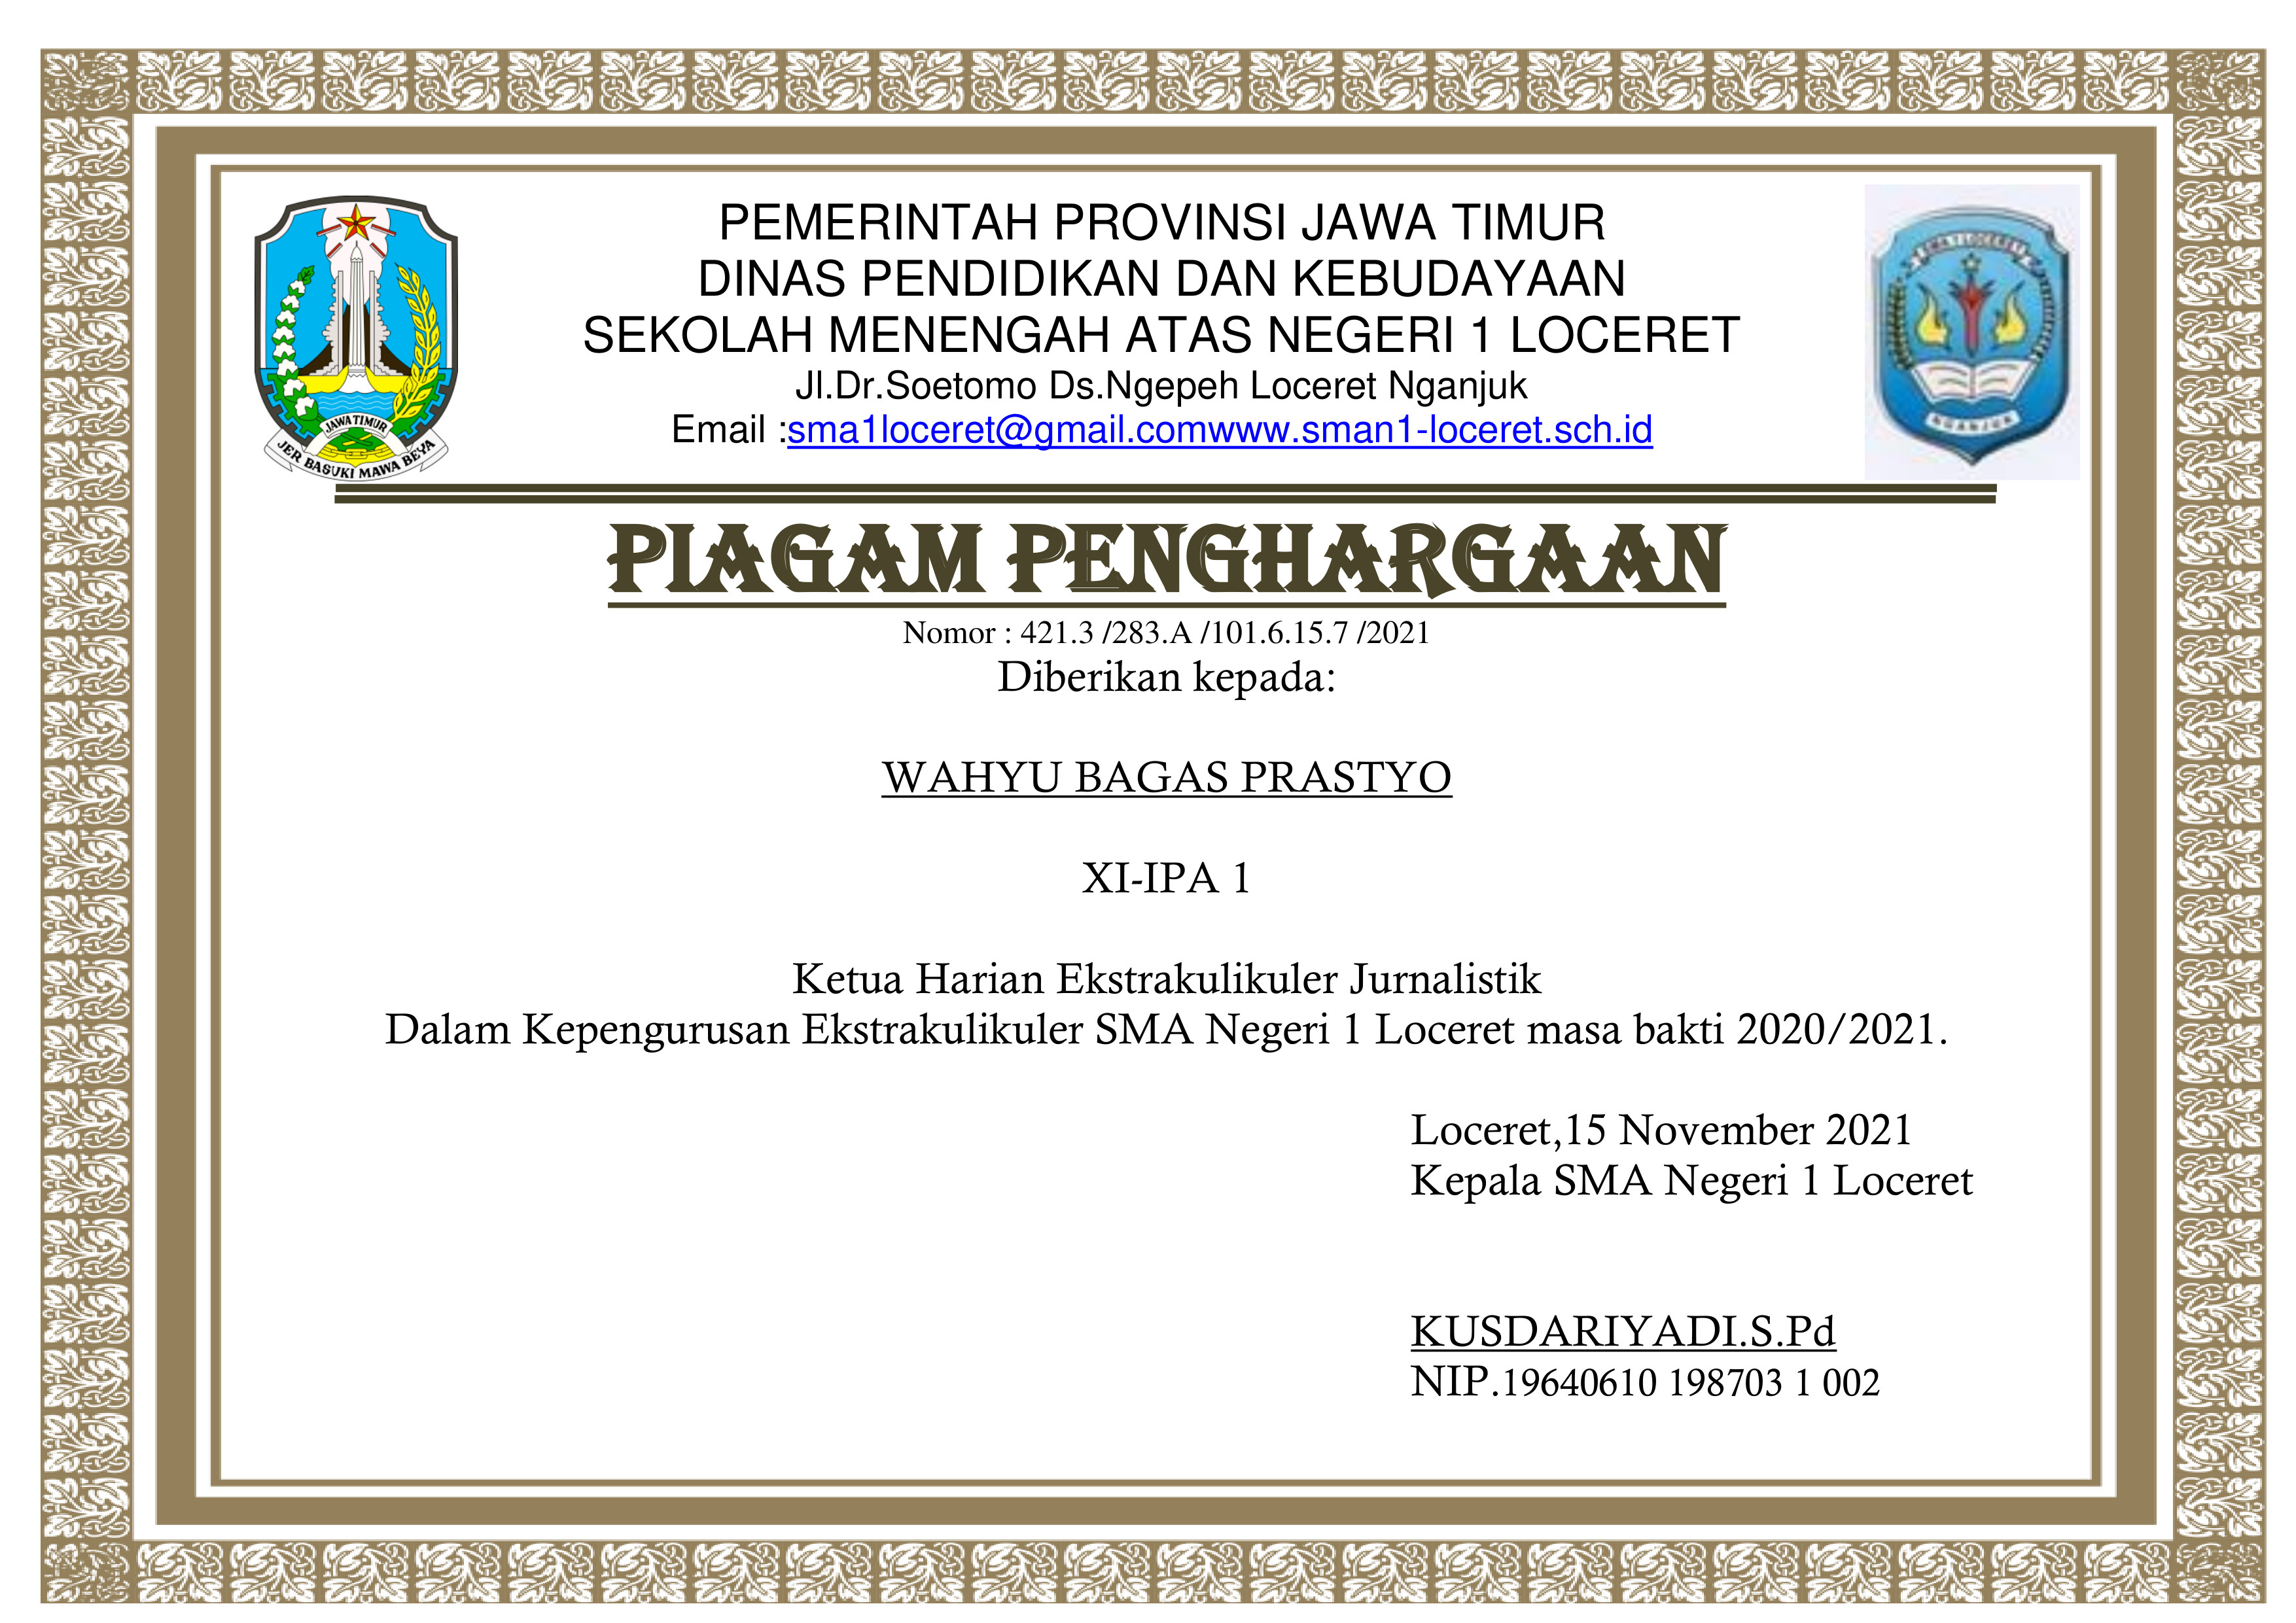 PEMERINTAH PROVINSI JAWA TIMUR
DINAS PENDIDIKAN DAN KEBUDAYAAN
SEKOLAH MENENGAH ATAS NEGERI 1 LOCERET
Jl.Dr.Soetomo Ds.Ngepeh Loceret Nganjuk
Email :sma1loceret@gmail.comwww.sman1-loceret.sch.id
JAWA TIMUR
JER BASUKI MAWA BEYA
SMA 1 LOCERET
NGANJUK
PIAGAM PENGHARGAAN
Nomor : 421.3 /283.A /101.6.15.7 /2021
Diberikan kepada:
WAHYU BAGAS PRASTYO
XI-IPA 1
Ketua Harian Ekstrakulikuler Jurnalistik
Dalam Kepengurusan Ekstrakulikuler SMA Negeri 1 Loceret masa bakti 2020/2021.
Loceret,15 November 2021
Kepala SMA Negeri 1 Loceret
KUSDARIYADI.S.Pd
NIP.19640610 198703 1 002